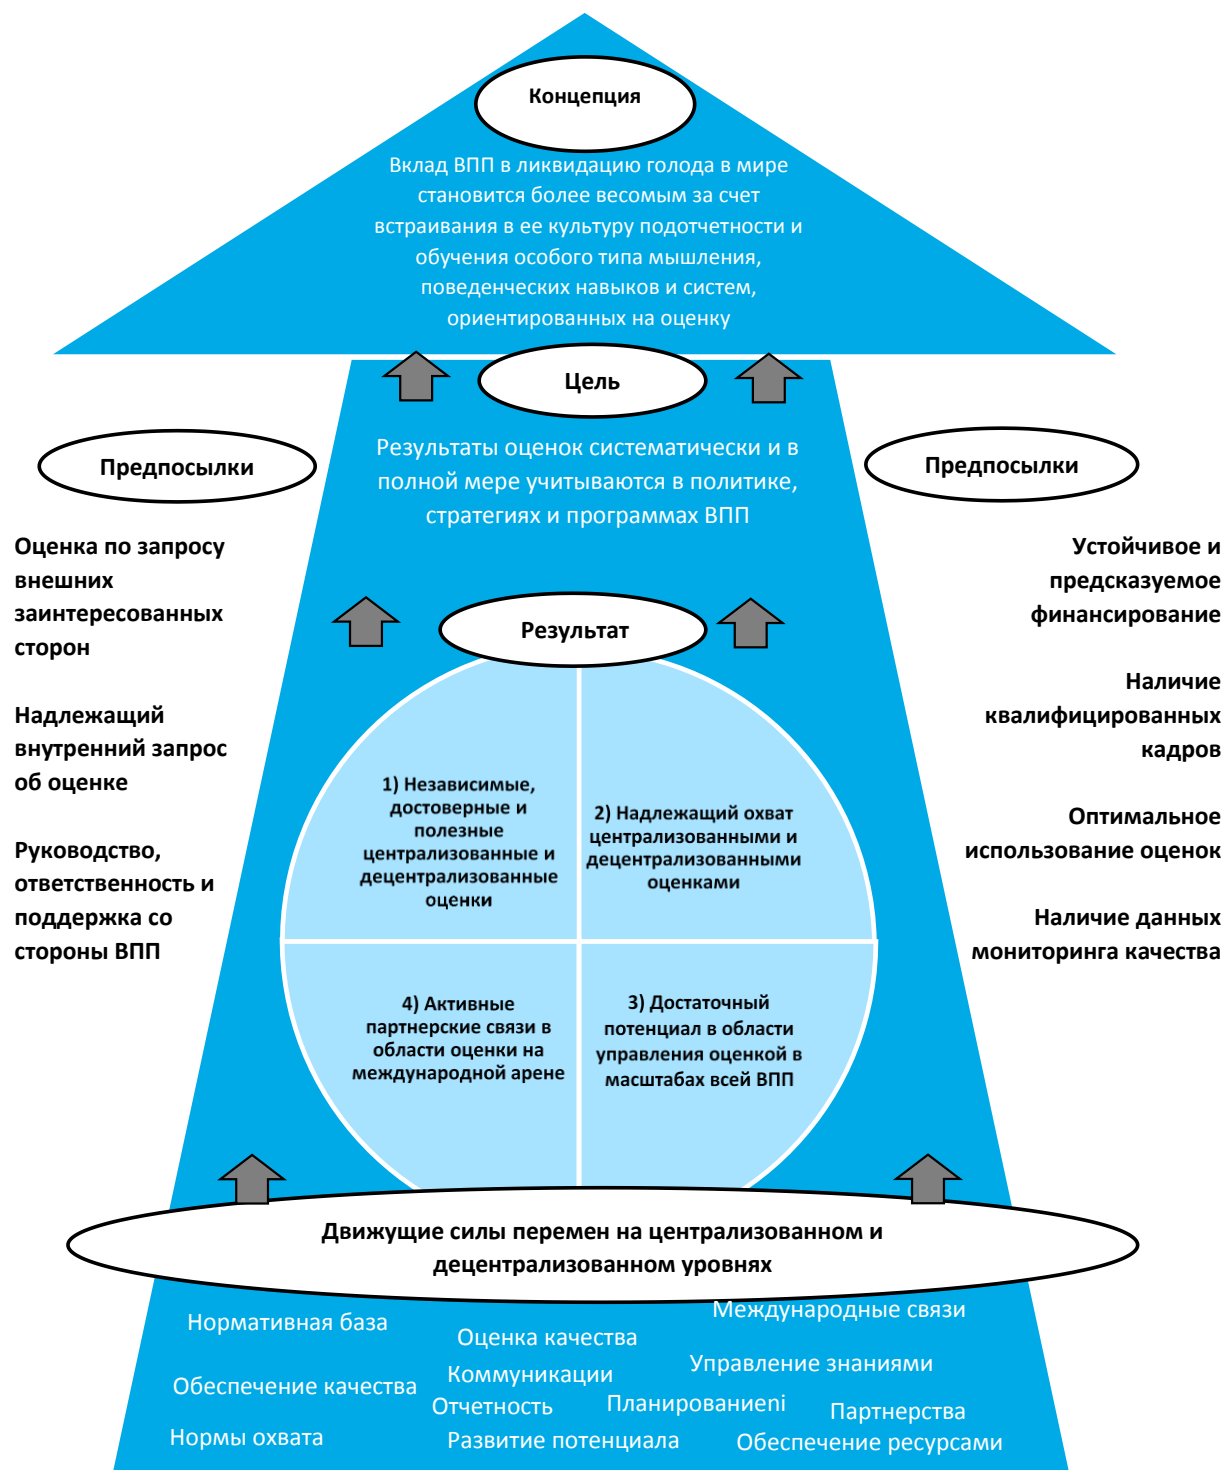 Концепция
Вклад ВПП в ликвидацию голода в мире
становится более весомым за счет
встраивания в ее культуру подотчетности и
обучения особого типа мышления,
поведенческих навыков и систем,
ориентированных на оценку
Цель
Результаты оценок систематически и в
полной мере учитываются в политике,
стратегиях и программах ВПП
Предпосылки
Оценка по запросу
внешних
заинтересованных
сторон
Надлежащий
внутренний запрос
об оценке
Руководство,
ответственность и
поддержка со
стороны ВПП
Предпосылки
Устойчивое и
предсказуемое
финансирование
Наличие
квалифицированных
кадров
Оптимальное
использование оценок
Наличие данных
мониторинга качества
Результат
1) Независимые,
достоверные и
полезные
централизованные и
децентрализованные
оценки
2) Надлежащий охват
централизованными и
децентрализованными
оценками
4) Активные
партнерские связи в
области оценки на
международной арене
3) Достаточный
потенциал в области
управления оценкой в
масштабах всей ВПП
Движущие силы перемен на централизованном и
децентрализованном уровнях
Нормативная база
Международные связи
Оценка качества
Управление знаниями
Коммуникации
Обеспечение качества
Отчетность
Планированиеni
Партнерства
Нормы охвата
Развитие потенциала
Обеспечение ресурсами